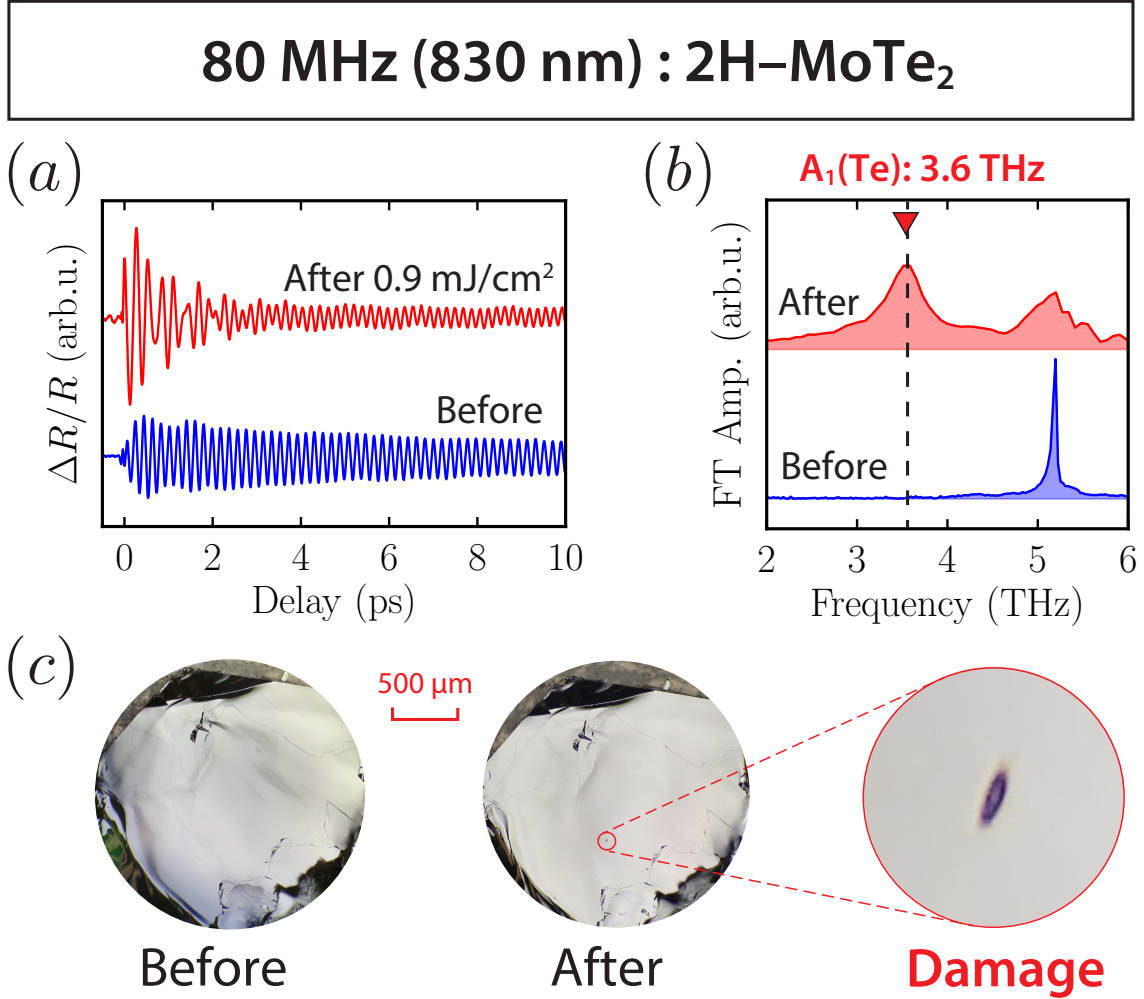 80 MHz (830 nm) : 2H–MoTe₂
(a)
ΔR/R (arb.u.)
After 0.9 mJ/cm²
Before
0 2 4 6 8 10
Delay (ps)
(b)
A₁(Te): 3.6 THz
FT Amp. (arb.u.)
After
Before
2 3 4 5 6
Frequency (THz)
(c)
500 μm
Before
After
Damage